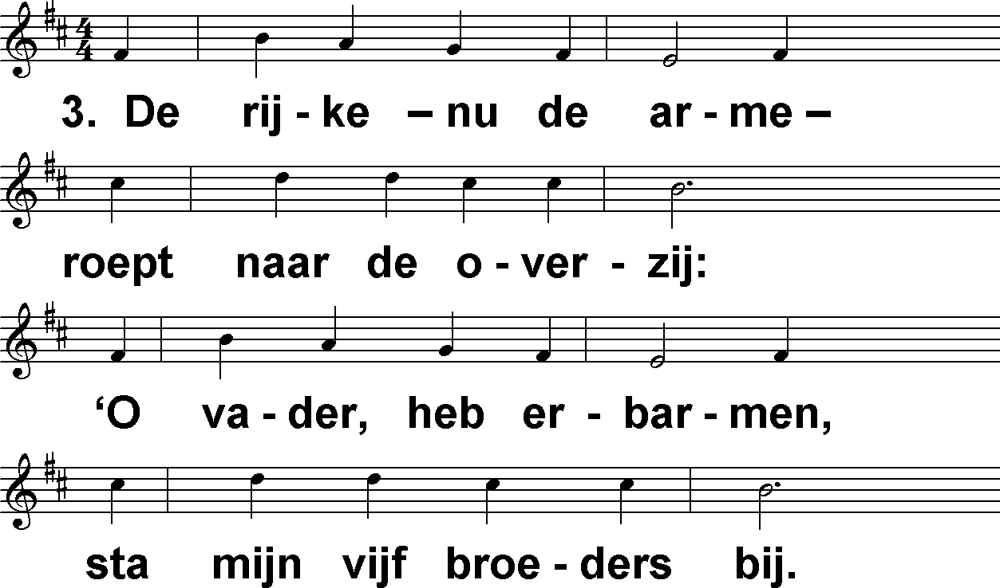 3. De rij - ke – nu de ar - me –
roept naar de o - ver - zij:
‘O va - der, heb er - bar - men,
sta mijn vijf broe - ders bij.